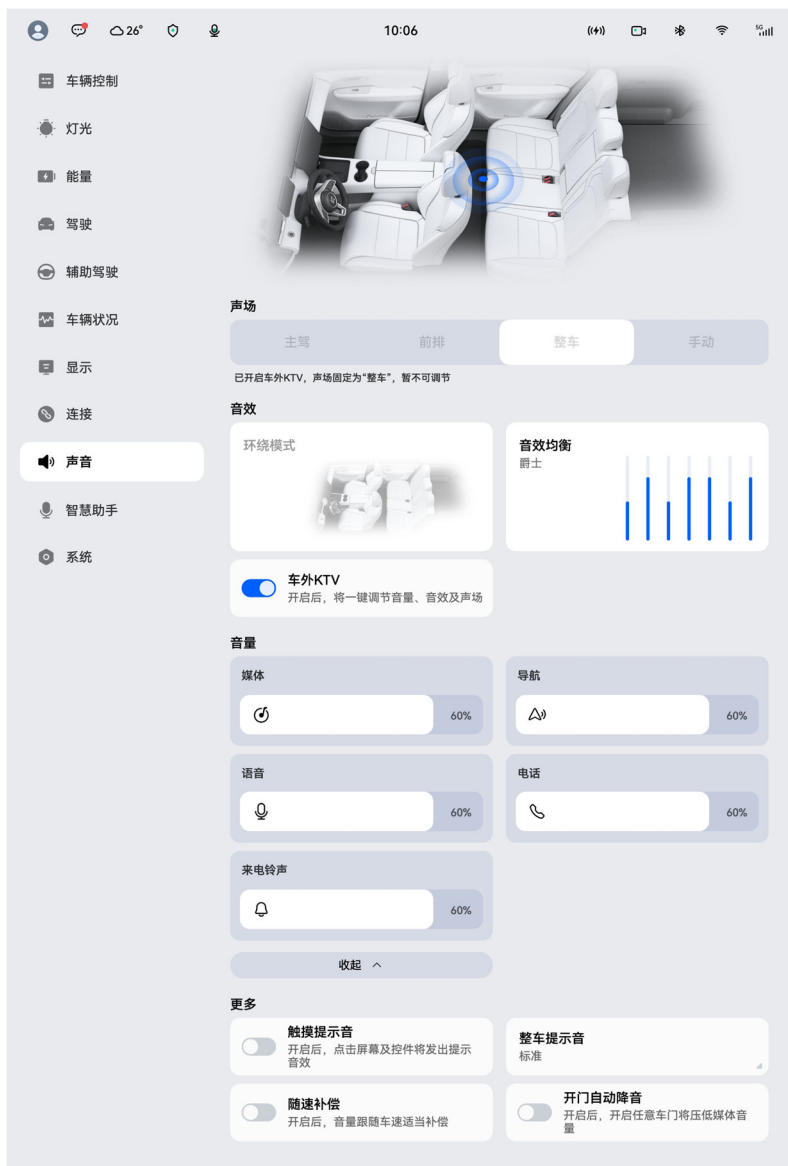 26°
10:06
5G
车辆控制
灯光
能量
驾驶
辅助驾驶
车辆状况
显示
连接
声音
智慧助手
系统
声场
主驾
前排
整车
手动
已开启车外KTV，声场固定为“整车”，暂不可调节
音效
环绕模式
音效均衡
爵士
车外KTV
开启后，将一键调节音量、音效及声场
音量
媒体
60%
导航
60%
语音
60%
电话
60%
来电铃声
60%
收起
更多
触摸提示音
开启后，点击屏幕及控件将发出提示
音效
整车提示音
标准
随速补偿
开启后，音量跟随车速适当补偿
开门自动降音
开启后，开启任意车门将压低媒体音
量